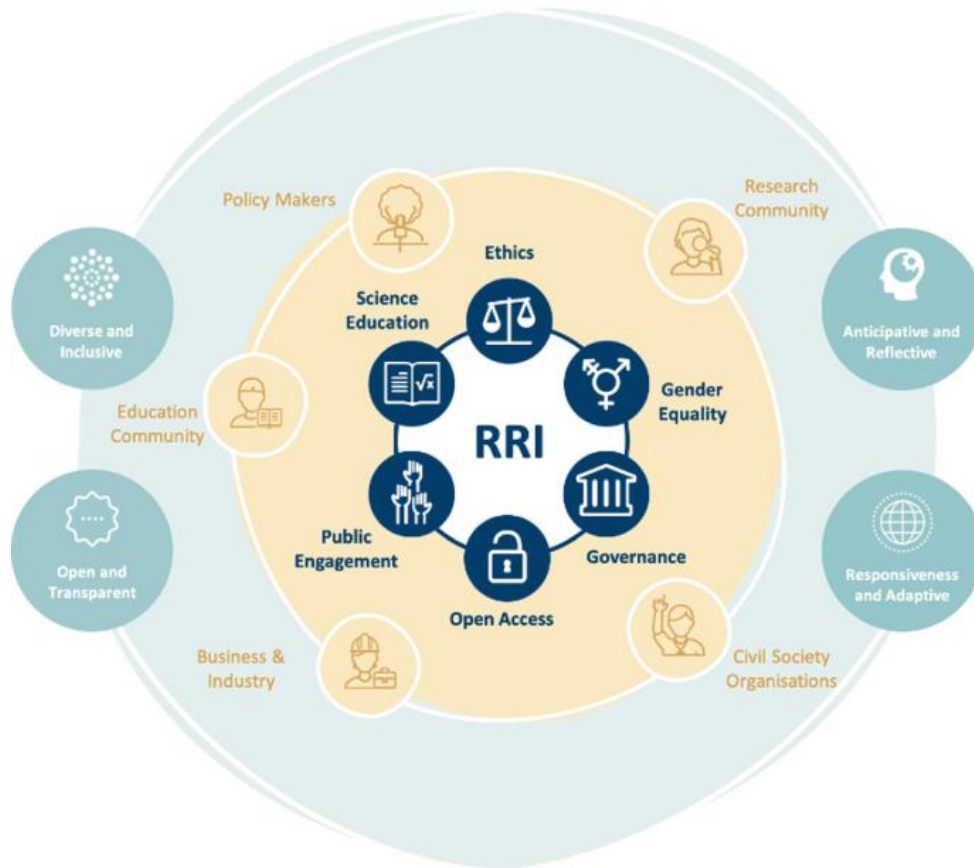 Policy Makers
Research
Community
Ethics
Science
Education
Diverse and
Inclusive
Anticipative and
Reflective
Gender
Equality
Education
Community
RRI
Public
Engagement
Governance
Open and
Transparent
Responsiveness
and Adaptive
Open Access
Business &
Industry
Civil Society
Organisations
√x